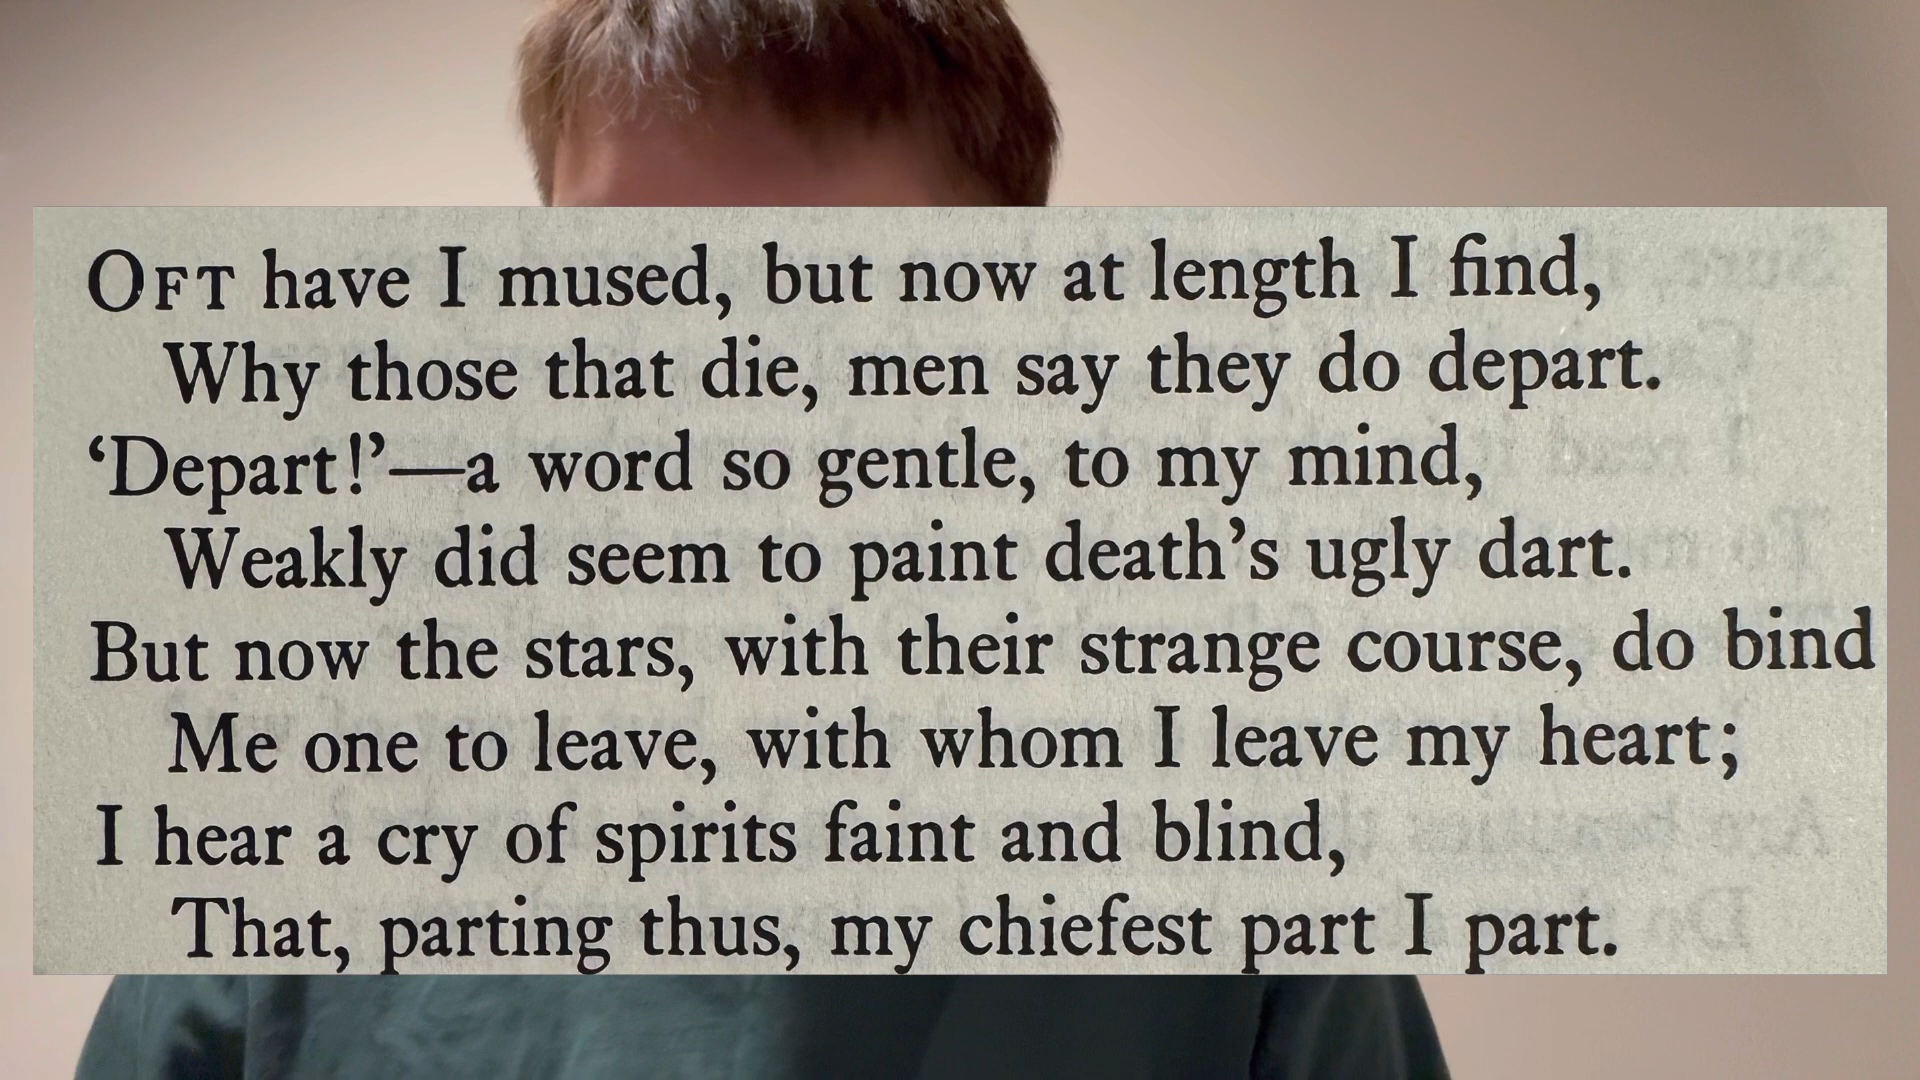 OFT have I mused, but now at length I find,
Why those that die, men say they do depart.
‘Depart!’—a word so gentle, to my mind,
Weakly did seem to paint death’s ugly dart.
But now the stars, with their strange course, do bind
Me one to leave, with whom I leave my heart;
I hear a cry of spirits faint and blind,
That, parting thus, my chiefest part I part.